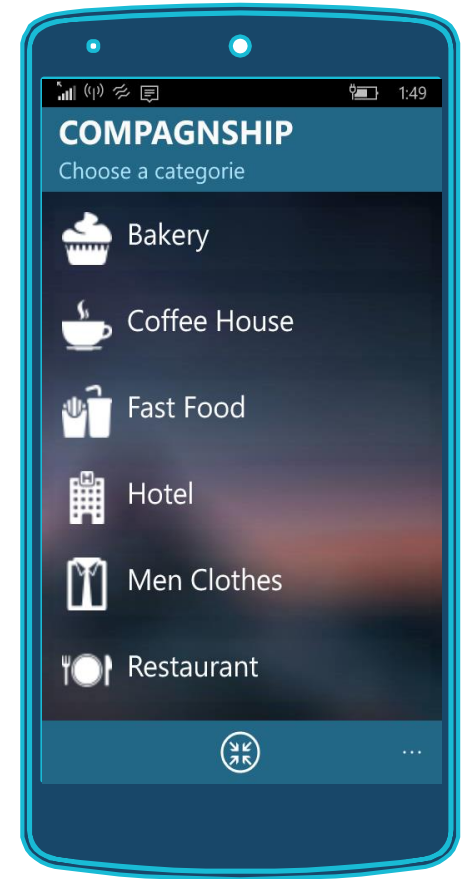 1:49
COMPAGNSHIP
Choose a categorie
Bakery
Coffee House
Fast Food
H
Hotel
Men Clothes
Restaurant
...